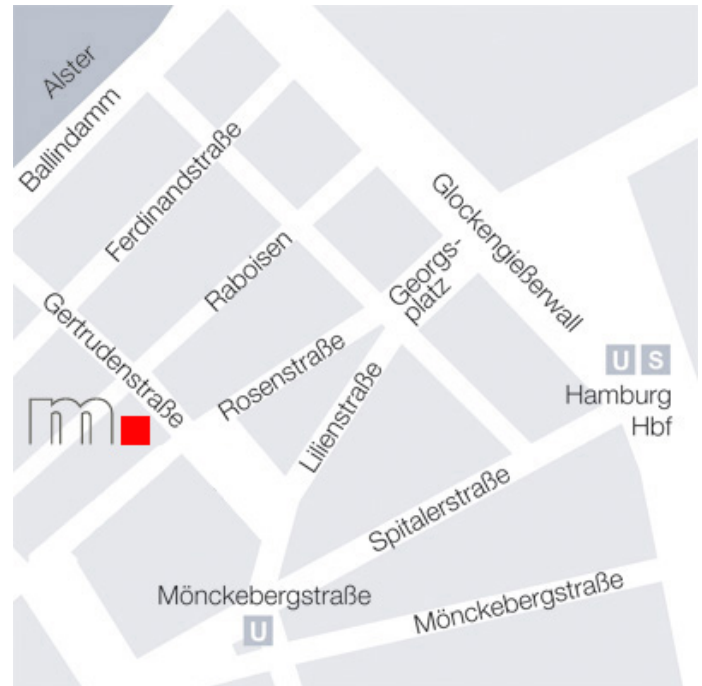 Alster
Ballindamm
Ferdinandstraße
Glockengießerwall
Raboisen
Georgs-
platz
Gertrudenstraße
Rosenstraße
U S
Hamburg
Hbf
m
Lilienstraße
Spitalerstraße
Mönckebergstraße
U
Mönckebergstraße